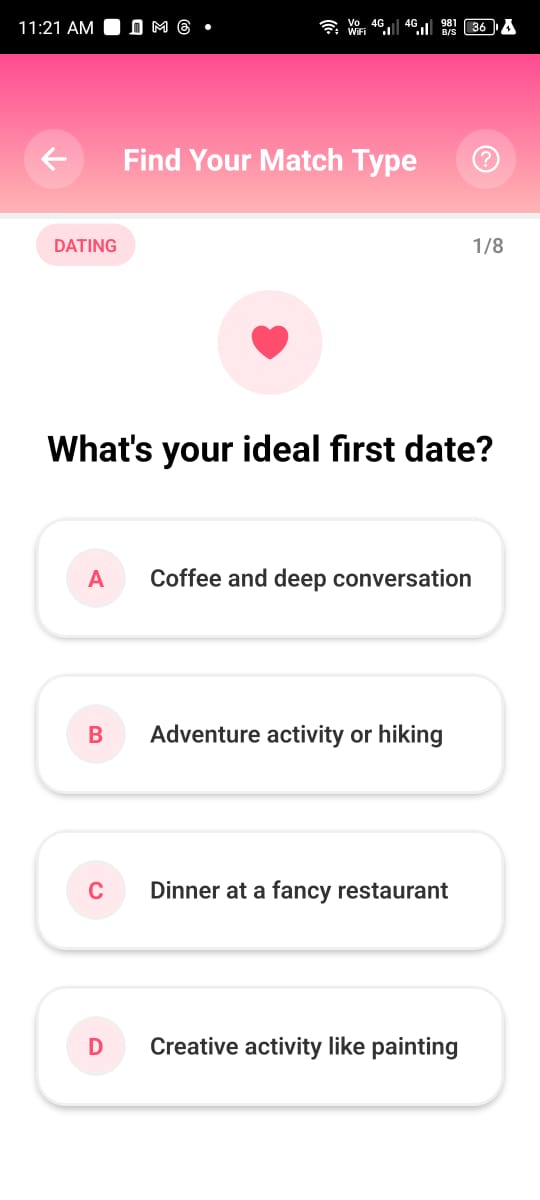 11:21 AM
Vo WiFi 4G 4G 981 B/S 36
Find Your Match Type
DATING
1/8
What's your ideal first date?
A Coffee and deep conversation
B Adventure activity or hiking
C Dinner at a fancy restaurant
D Creative activity like painting